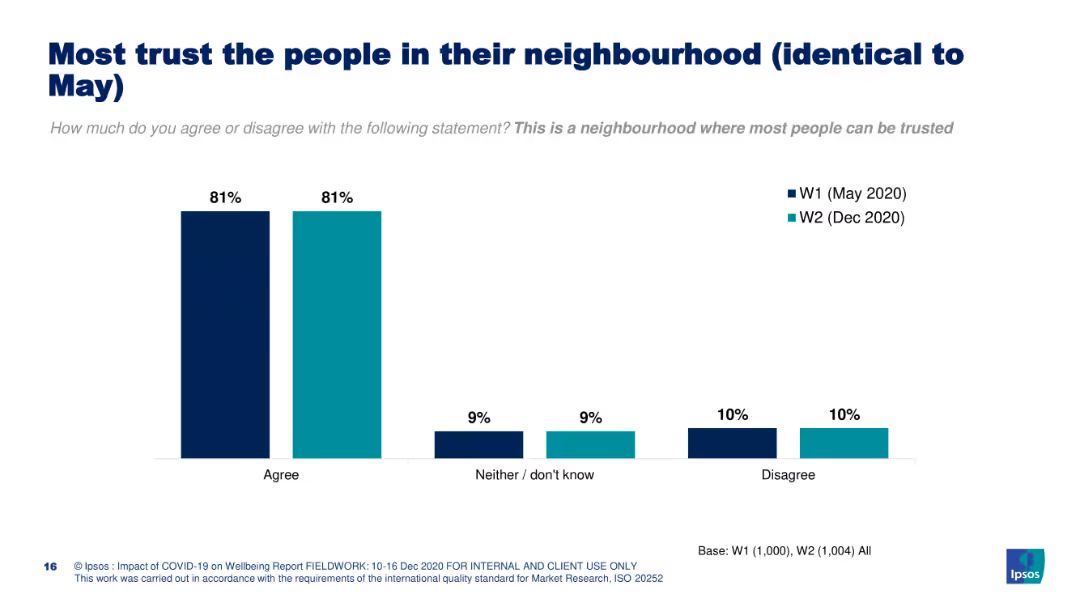 Most trust the people in their neighbourhood (identical to
May)
How much do you agree or disagree with the following statement? This is a neighbourhood where most people can be trusted
W1 (May 2020)
W2 (Dec 2020)
81%
81%
9%
9%
10%
10%
Agree
Neither / don't know
Disagree
Base: W1 (1,000), W2 (1,004) All
16
© Ipsos : Impact of COVID-19 on Wellbeing Report FIELDWORK: 10-16 Dec 2020 FOR INTERNAL AND CLIENT USE ONLY
This work was carried out in accordance with the requirements of the international quality standard for Market Research, ISO 20252
Ipsos